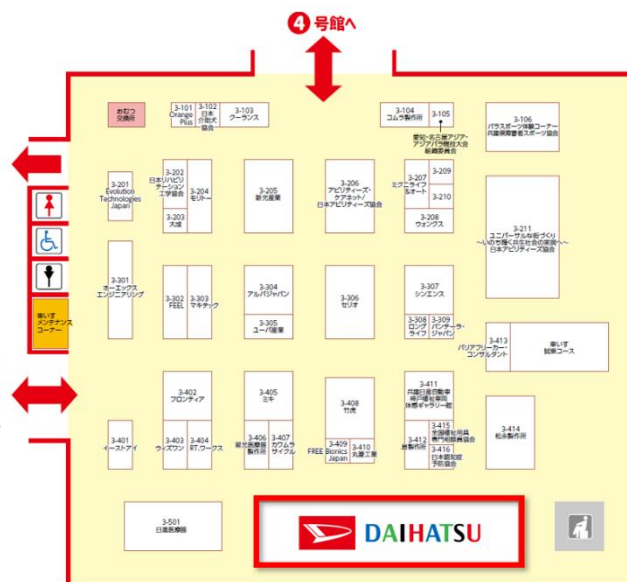 4号館へ
おむつ
交換所
3-101
Orange
Plus
3-102
日本
介助犬
協会
3-103
クーランス
3-104
コムラ製作所
3-105
愛知・名古屋アジア・
アジアパラ競技大会
組織委員会
3-106
パラスポーツ体験コーナー
兵庫県障害者スポーツ協会
3-201
Evolution
Technologies
Japan
3-202
日本リハビリ
テーション
工学協会
3-203
大成
3-204
モリトー
3-205
新光産業
3-206
アビリティーズ・
ケアネット/
日本アビリティーズ協会
3-207
ミクニライフ
&オート
3-209
3-210
3-208
ウォンクス
3-211
ユニバーサルな街づくり
～いのち輝く共生社会の実現へ～
日本アビリティーズ協会
車いす
メンテナンス
コーナー
3-301
オーエックス
エンジニアリング
3-302
FEEL
3-303
マキテック
3-304
アルバジャパン
3-305
ユーバ産業
3-306
セリオ
3-307
シンエンス
3-308
ロング
ライフ
3-309
パンテーラ・
ジャパン
3-413
バリアフリーカー・
コンサルタント
車いす
試乗コース
3-401
イーストアイ
3-402
フロンティア
3-403
ウィズワン
3-404
RT.ワークス
3-405
ミキ
3-406
星光医療器
製作所
3-407
カワムラ
サイクル
3-408
竹虎
3-409
FREE Bionics
Japan
3-410
丸菱工業
3-411
兵庫日産自動車
神戸福祉車両
体感ギャラリー館
3-412
昌製作所
3-415
全国福祉用具
専門相談員協会
3-416
日本認知症
予防協会
3-414
松永製作所
3-501
日進医療器
DAIHATSU